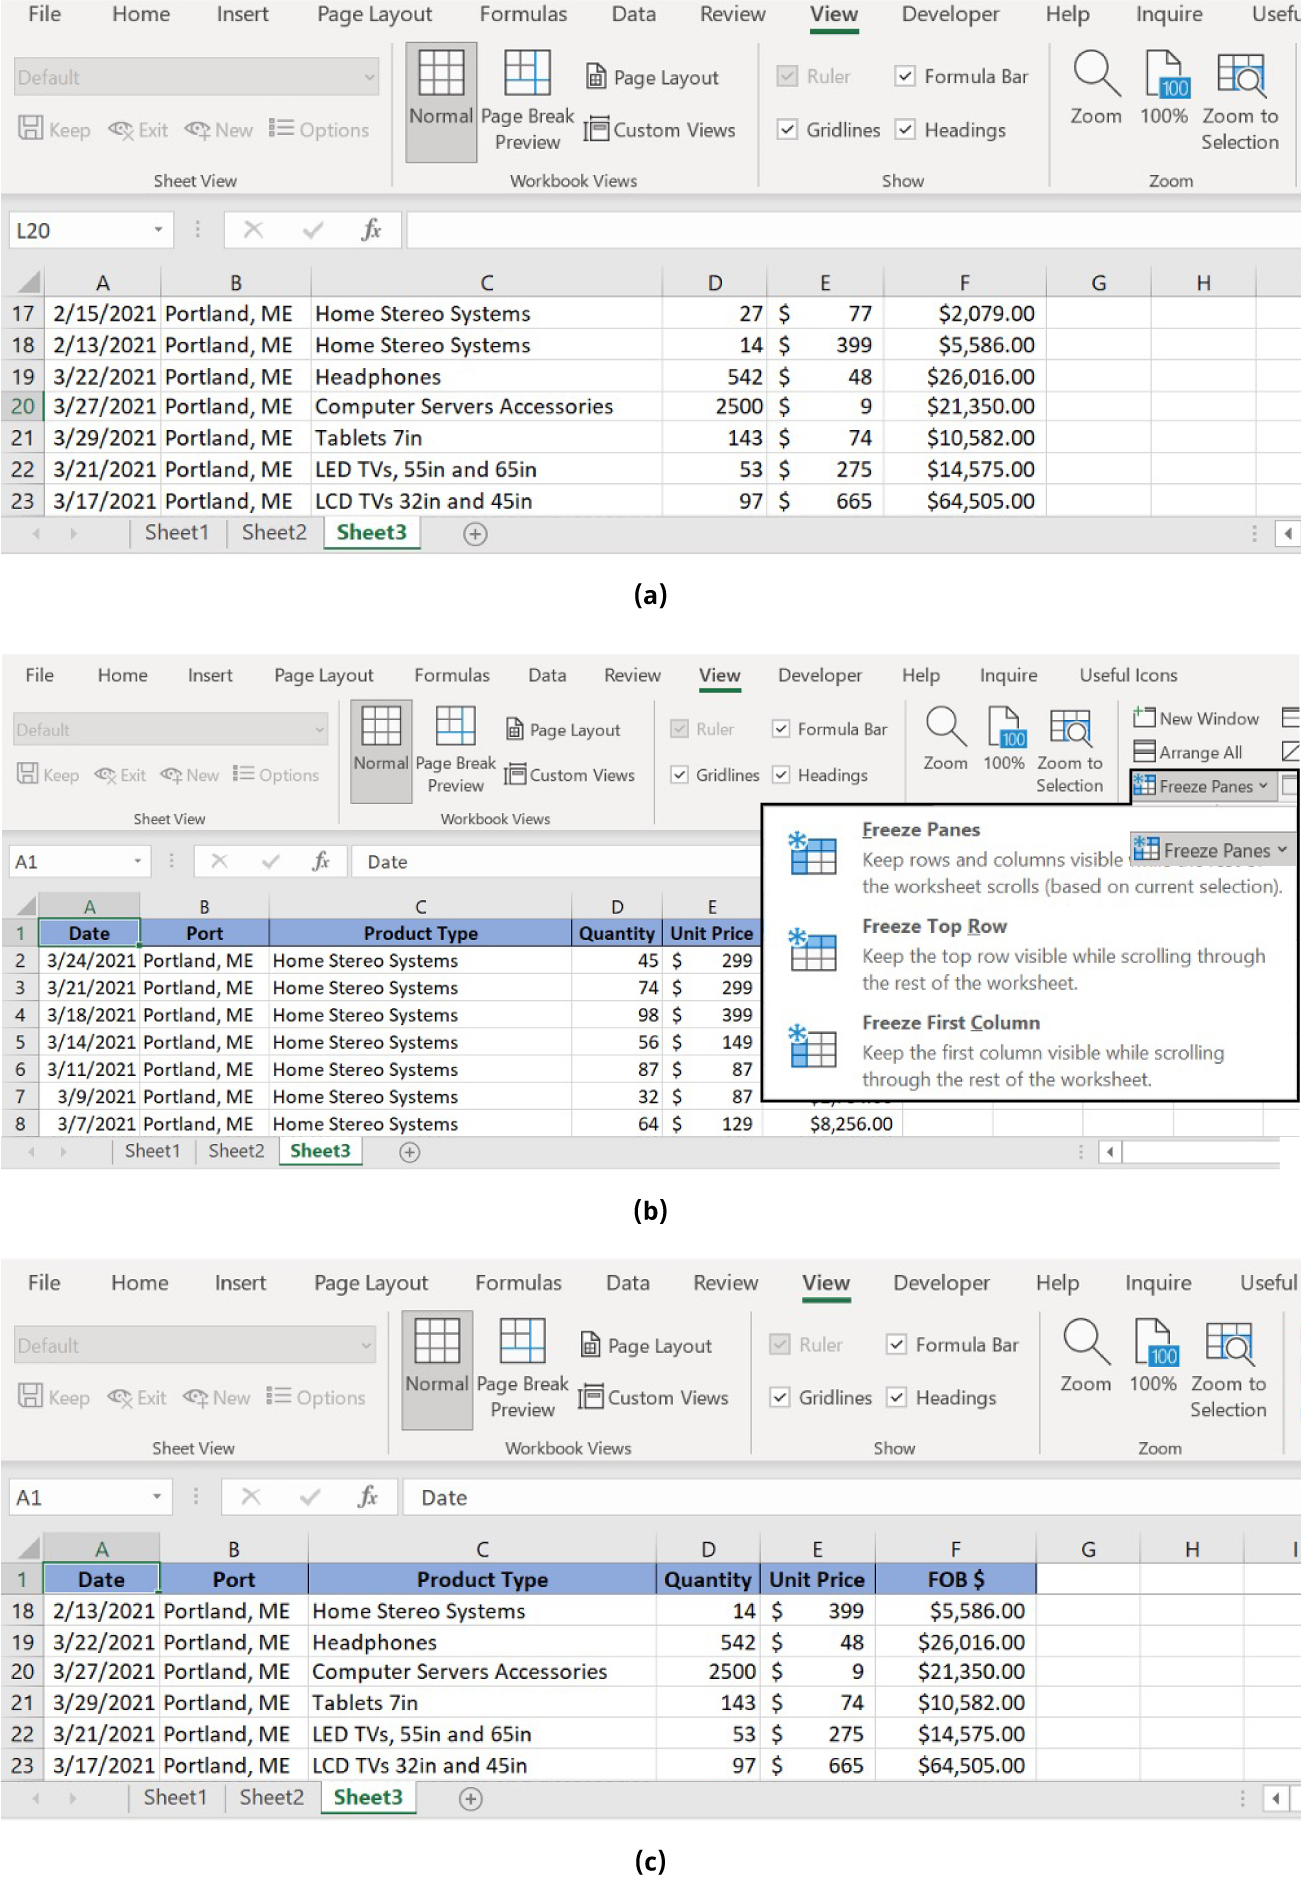 File Home Insert Page Layout Formulas Data Review View Developer Help Inquire Usefu
Default
Keep Exit New Options
Sheet View
Normal
Page Break
Preview
Page Layout
Custom Views
Workbook Views
Ruler Formula Bar
Gridlines Headings
Show
Zoom
100
100%
Zoom to
Selection
Zoom
L20 fx
A B C D E F G H
17 2/15/2021 Portland, ME Home Stereo Systems 27 $ 77 $2,079.00
18 2/13/2021 Portland, ME Home Stereo Systems 14 $ 399 $5,586.00
19 3/22/2021 Portland, ME Headphones 542 $ 48 $26,016.00
20 3/27/2021 Portland, ME Computer Servers Accessories 2500 $ 9 $21,350.00
21 3/29/2021 Portland, ME Tablets 7in 143 $ 74 $10,582.00
22 3/21/2021 Portland, ME LED TVs, 55in and 65in 53 $ 275 $14,575.00
23 3/17/2021 Portland, ME LCD TVs 32in and 45in 97 $ 665 $64,505.00
Sheet1 Sheet2 Sheet3
(a)
File Home Insert Page Layout Formulas Data Review View Developer Help Inquire Useful Icons
Default
Keep Exit New Options
Sheet View
Normal
Page Break
Preview
Page Layout
Custom Views
Workbook Views
Ruler Formula Bar
Gridlines Headings
Zoom
100
100%
Zoom to
Selection
New Window
Arrange All
Freeze Panes
Freeze Panes
Freeze Panes
Keep rows and columns visible
the worksheet scrolls (based on current selection).
Freeze Top Row
Keep the top row visible while scrolling through
the rest of the worksheet.
Freeze First Column
Keep the first column visible while scrolling
through the rest of the worksheet.
A1 fx Date
A B C D E
1 Date Port Product Type Quantity Unit Price
2 3/24/2021 Portland, ME Home Stereo Systems 45 $ 299
3 3/21/2021 Portland, ME Home Stereo Systems 74 $ 299
4 3/18/2021 Portland, ME Home Stereo Systems 98 $ 399
5 3/14/2021 Portland, ME Home Stereo Systems 56 $ 149
6 3/11/2021 Portland, ME Home Stereo Systems 87 $ 87
7 3/9/2021 Portland, ME Home Stereo Systems 32 $ 87
8 3/7/2021 Portland, ME Home Stereo Systems 64 $ 129 $8,256.00
Sheet1 Sheet2 Sheet3
(b)
File Home Insert Page Layout Formulas Data Review View Developer Help Inquire Useful
Default
Keep Exit New Options
Sheet View
Normal
Page Break
Preview
Page Layout
Custom Views
Workbook Views
Ruler Formula Bar
Gridlines Headings
Show
Zoom
100
100%
Zoom to
Selection
Zoom
A1 fx Date
A B C D E F G H I
1 Date Port Product Type Quantity Unit Price FOB $
18 2/13/2021 Portland, ME Home Stereo Systems 14 $ 399 $5,586.00
19 3/22/2021 Portland, ME Headphones 542 $ 48 $26,016.00
20 3/27/2021 Portland, ME Computer Servers Accessories 2500 $ 9 $21,350.00
21 3/29/2021 Portland, ME Tablets 7in 143 $ 74 $10,582.00
22 3/21/2021 Portland, ME LED TVs, 55in and 65in 53 $ 275 $14,575.00
23 3/17/2021 Portland, ME LCD TVs 32in and 45in 97 $ 665 $64,505.00
Sheet1 Sheet2 Sheet3
(c)